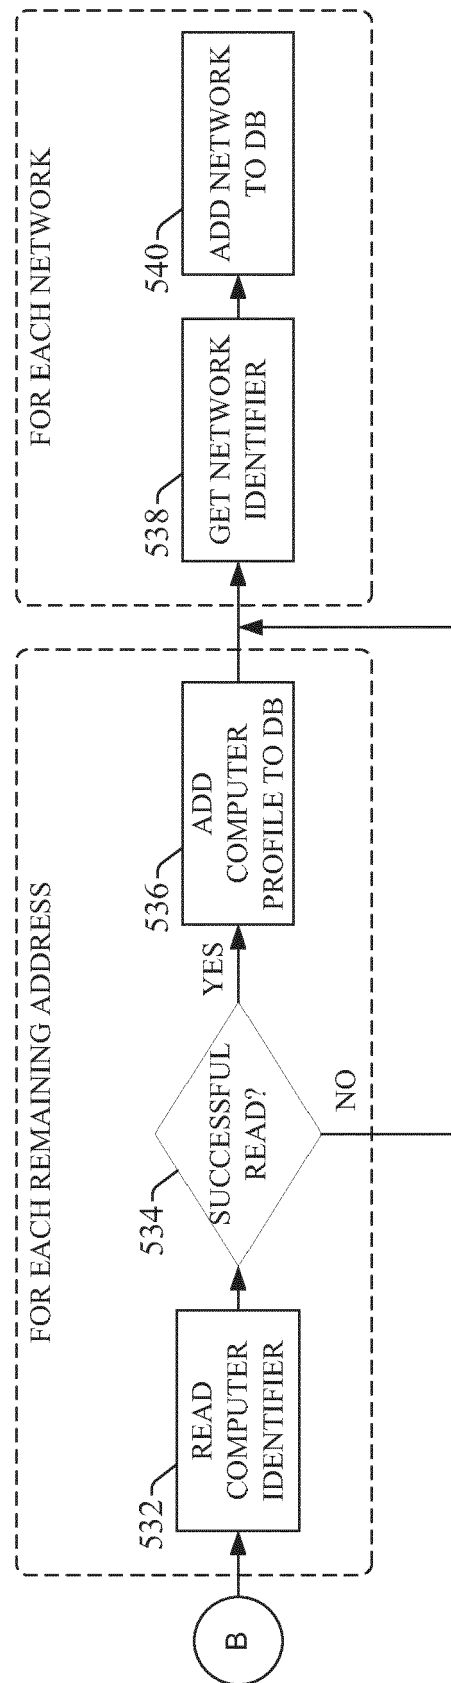 B
FOR EACH REMAINING ADDRESS
532
READ
COMPUTER
IDENTIFIER
534
SUCCESSFUL
READ?
YES
NO
536
ADD
COMPUTER
PROFILE TO DB
FOR EACH NETWORK
538
GET NETWORK
IDENTIFIER
540
ADD NETWORK
TO DB